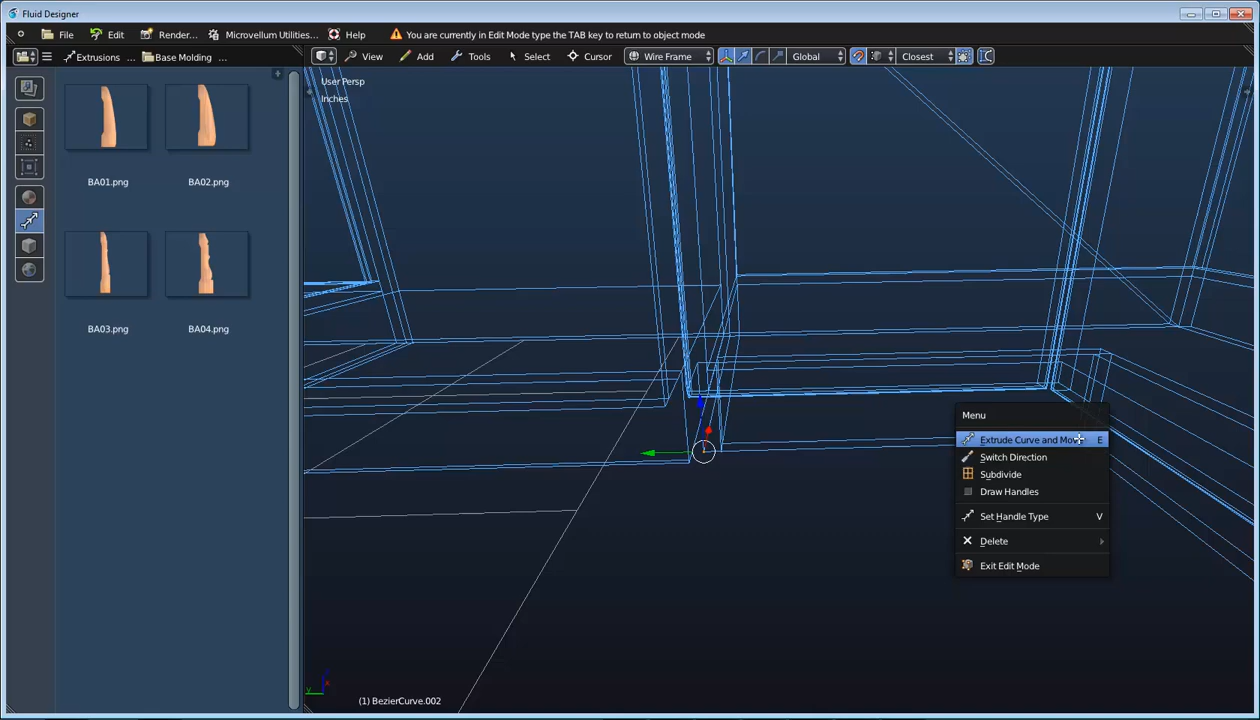 Fluid Designer
File Edit Render... Microvellum Utilities... Help You are currently in Edit Mode type the TAB key to return to object mode
Extrusions ... Base Molding ... View Add Tools Select Cursor Wire Frame Global Closest
User Persp
Inches
BA01.png BA02.png
BA03.png BA04.png
Menu
Extrude Curve and Move E
Switch Direction
Subdivide
Draw Handles
Set Handle Type V
Delete
Exit Edit Mode
(1) BezierCurve.002